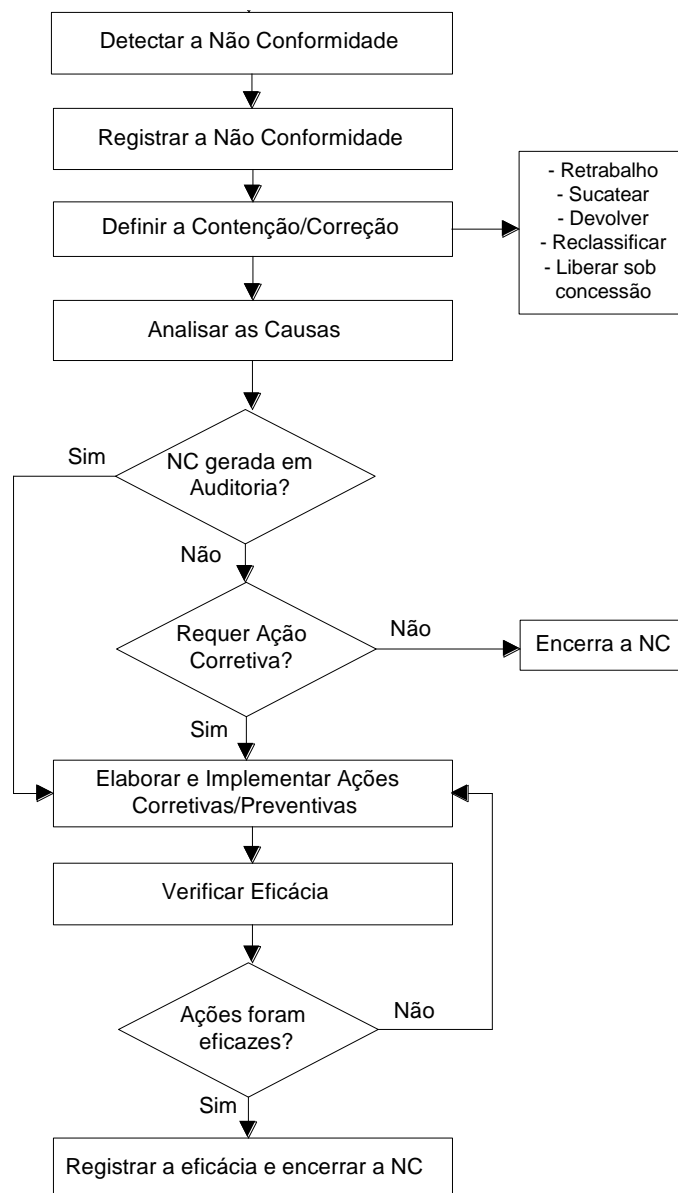 Detectar a Não Conformidade
Registrar a Não Conformidade
Definir a Contenção/Correção
- Retrabalho
- Sucatear
- Devolver
- Reclassificar
- Liberar sob
concessão
Analisar as Causas
Sim
NC gerada em
Auditoria?
Não
Requer Ação
Corretiva?
Não
Encerra a NC
Sim
Elaborar e Implementar Ações
Corretivas/Preventivas
Verificar Eficácia
Ações foram
eficazes?
Não
Sim
Registrar a eficácia e encerrar a NC